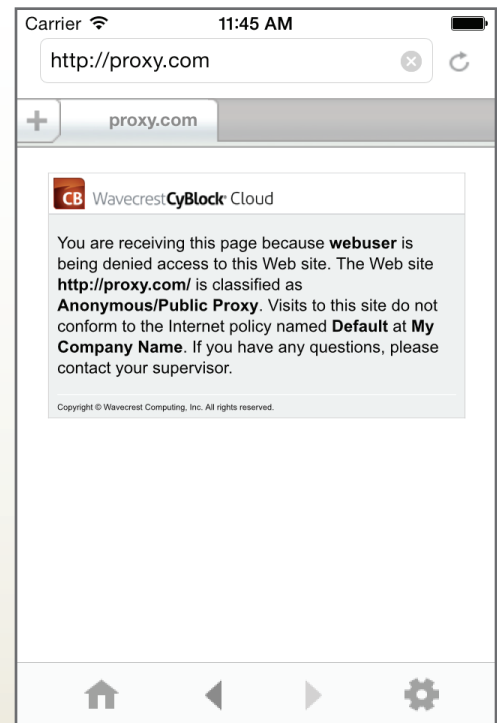 Carrier 11:45 AM
http://proxy.com
proxy.com
CB Wavecrest CyBlock® Cloud
You are receiving this page because webuser is
being denied access to this Web site. The Web site
http://proxy.com/ is classified as
Anonymous/Public Proxy. Visits to this site do not
conform to the Internet policy named Default at My
Company Name. If you have any questions, please
contact your supervisor.
Copyright © Wavecrest Computing, Inc. All rights reserved.